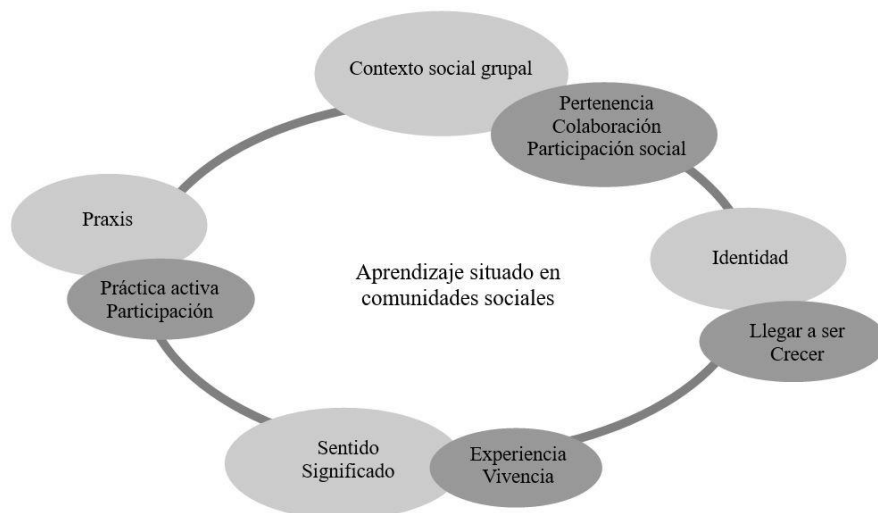 Contexto social grupal
Pertenencia
Colaboración
Participación social
Praxis
Práctica activa
Participación
Identidad
Llegar a ser
Crecer
Aprendizaje situado en
comunidades sociales
Sentido
Significado
Experiencia
Vivencia